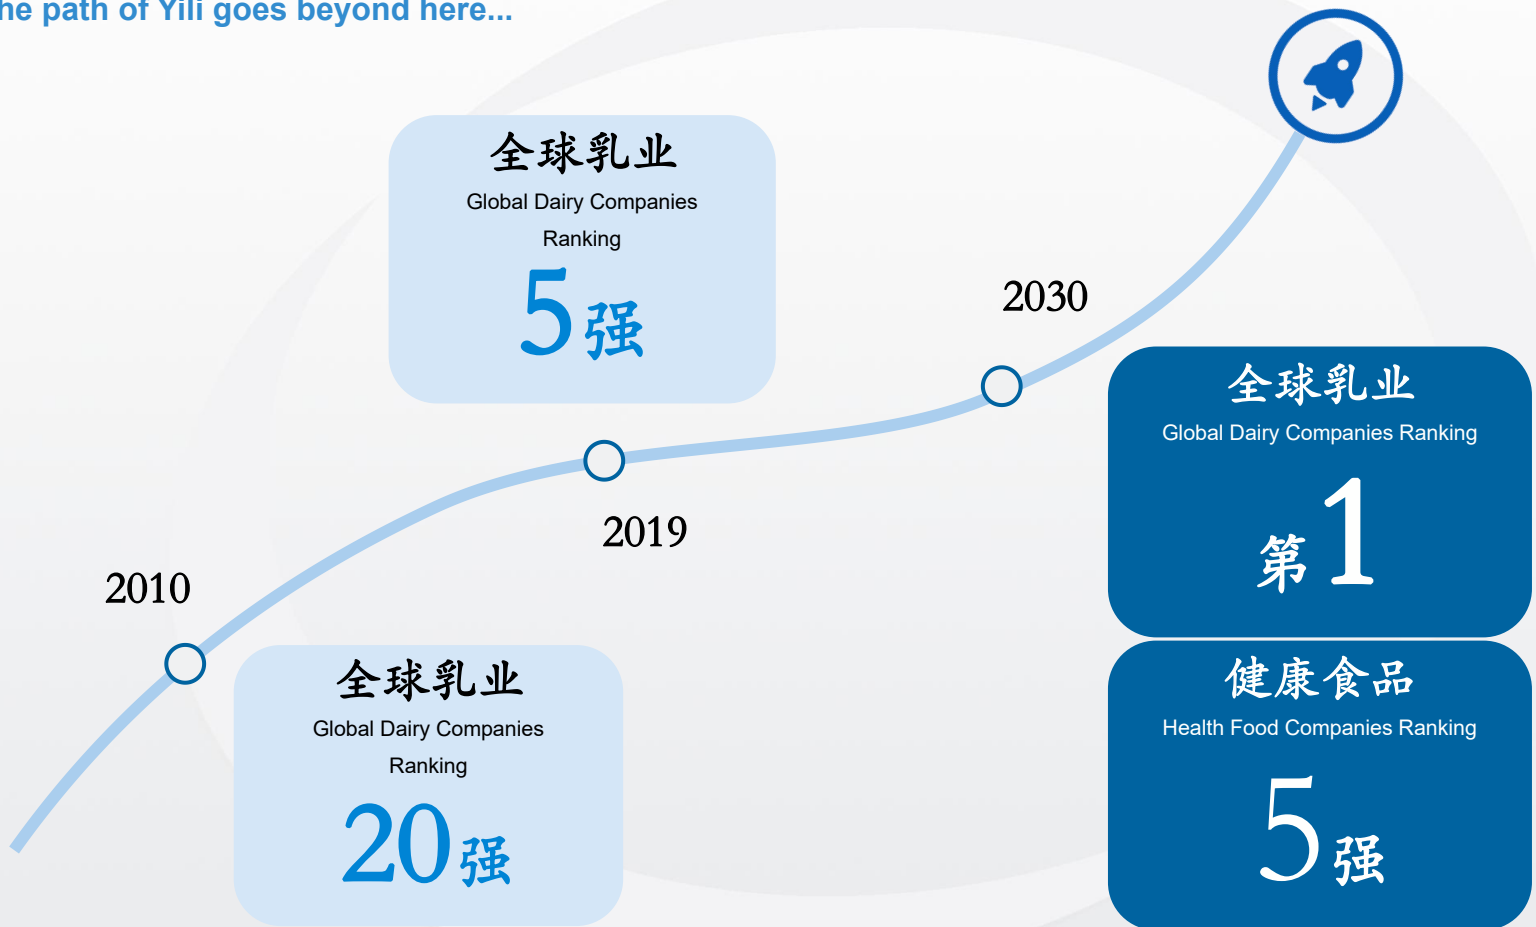 he path of Yili goes beyond here...
全球乳业
Global Dairy Companies
Ranking
5强
2030
2019
2010
全球乳业
Global Dairy Companies
Ranking
20强
全球乳业
Global Dairy Companies Ranking
第1
健康食品
Health Food Companies Ranking
5强